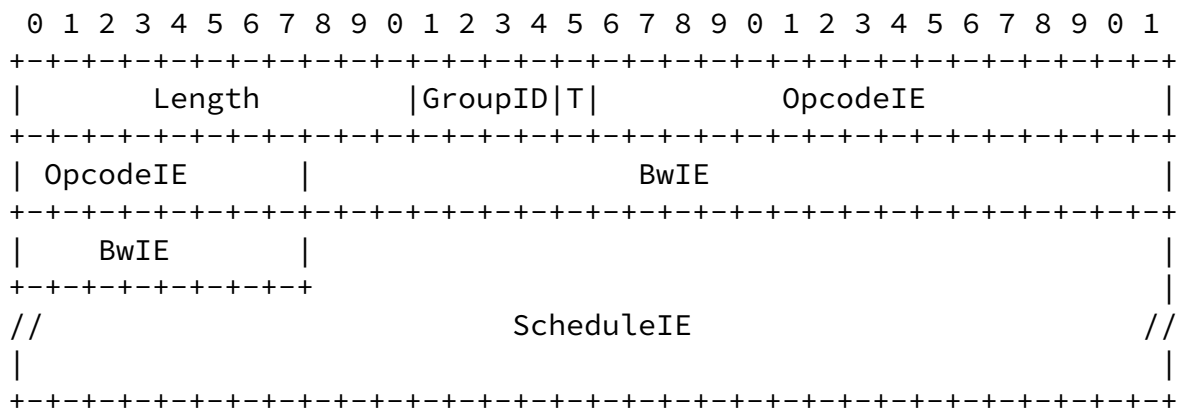 0 1 2 3 4 5 6 7 8 9 0 1 2 3 4 5 6 7 8 9 0 1 2 3 4 5 6 7 8 9 0 1
+-+-+-+-+-+-+-+-+-+-+-+-+-+-+-+-+-+-+-+-+-+-+-+-+-+-+-+-+-+-+-+-+
|       Length        |GroupID|T|          OpcodeIE             |
+-+-+-+-+-+-+-+-+-+-+-+-+-+-+-+-+-+-+-+-+-+-+-+-+-+-+-+-+-+-+-+-+
| OpcodeIE      |                  BwIE                         |
+-+-+-+-+-+-+-+-+-+-+-+-+-+-+-+-+-+-+-+-+-+-+-+-+-+-+-+-+-+-+-+-+
|    BwIE       |                                               |
+-+-+-+-+-+-+-+-+                                               |
//                          ScheduleIE                         //
|                                                               |
+-+-+-+-+-+-+-+-+-+-+-+-+-+-+-+-+-+-+-+-+-+-+-+-+-+-+-+-+-+-+-+-+